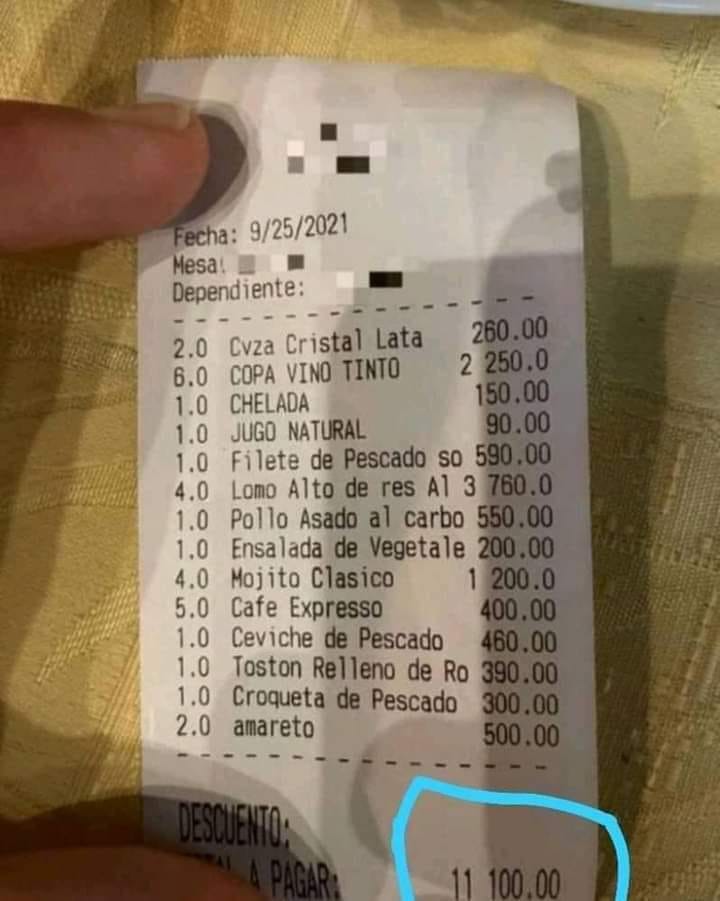 Fecha: 9/25/2021
Mesa:
Dependiente:
2.0 Cvza Cristal Lata 260.00
6.0 COPA VINO TINTO 2 250.0
1.0 CHELADA 150.00
1.0 JUGO NATURAL 90.00
1.0 Filete de Pescado so 590.00
4.0 Lomo Alto de res Al 3 760.0
1.0 Pollo Asado al carbo 550.00
1.0 Ensalada de Vegetale 200.00
4.0 Mojito Clasico 1 200.0
5.0 Cafe Expresso 400.00
1.0 Ceviche de Pescado 460.00
1.0 Toston Relleno de Ro 390.00
1.0 Croqueta de Pescado 300.00
2.0 amareto 500.00
DESCUENTO:
A PAGAR: 11 100.00